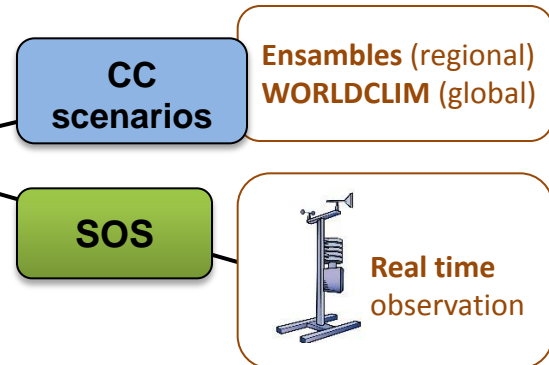 CC
scenarios
Ensambles (regional)
WORLDCLIM (global)
SOS
Real time
observation